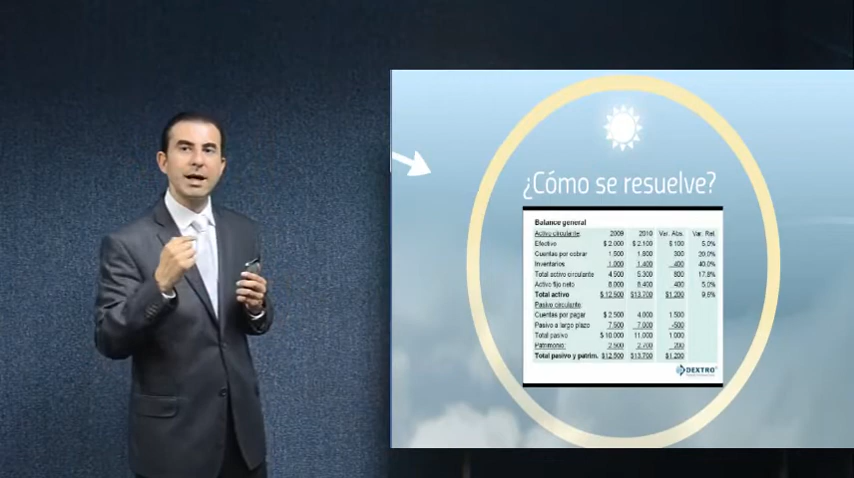 ¿Cómo se resuelve?
Balance general
Activo circulante: 2009 2010 Var. Abs. Var. Rel.
Efectivo $ 2.000 $ 2.100 $ 100 5,0%
Cuentas por cobrar 1.500 1.800 300 20,0%
Inventarios 1.000 1.400 400 40,0%
Total activo circulante 4.500 5.300 800 17,8%
Activo fijo neto 8.000 8.400 400 5,0%
Total activo $12.500 $13.700 $1.200 9,6%
Pasivo circulante:
Cuentas por pagar $ 2.500 4.000 1.500
Pasivo a largo plazo 7.500 7.000 -500
Total pasivo $ 10.000 11.000 1.000
Patrimonio: 2.500 2.700 200
Total pasivo y patrim. $12.500 $13.700 $1.200
DEXTRO